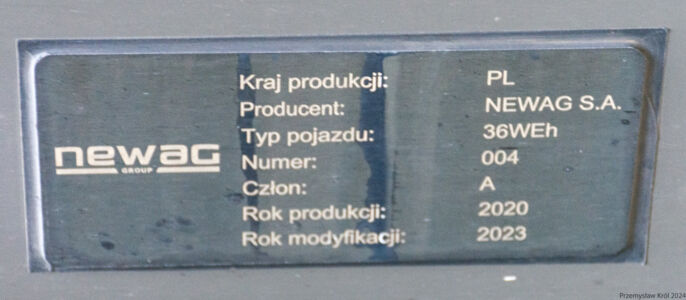 Kraj produkcji: PL
Producent: NEWAG S.A.
Typ pojazdu: 36WEh
newag
GROUP
Numer: 004
Człon: A
Rok produkcji: 2020
Rok modyfikacji: 2023
Przemysław Król 2024